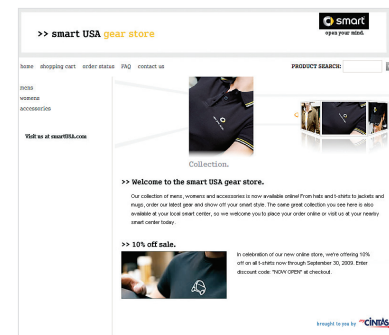 >> smart USA gear store
smart
open your mind.
home shopping cart order status FAQ contact us
PRODUCT SEARCH:
mens
womens
accessories
Visit us at smartUSA.com
Collection.
>> Welcome to the smart USA gear store.
Our collection of mens, womens and accessories is now available online! From hats and t-shirts to jackets and
mugs, order our latest gear and show off your smart style. The same great collection you see here is also
available at your local smart center, so we welcome you to place your order online or visit us at your nearby
smart center today.
>> 10% off sale.
In celebration of our new online store, we're offering 10%
off on all t-shirts now through September 30, 2009. Enter
discount code: "NOW OPEN" at checkout.
brought to you by CINTAS